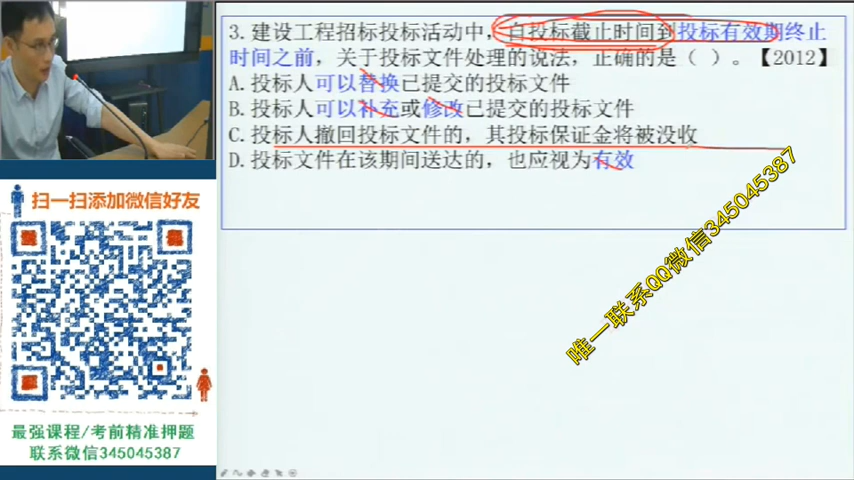 3.建设工程招标投标活动中，自投标截止时间到投标有效期终止
时间之前，关于投标文件处理的说法，正确的是（ ）。【2012】
A.投标人可以替换已提交的投标文件
B.投标人可以补充或修改已提交的投标文件
C.投标人撤回投标文件的，其投标保证金将被没收
D.投标文件在该期间送达的，也应视为有效
扫一扫添加微信好友
最强课程/考前精准押题
联系微信345045387
唯一联系QQ微信345045387